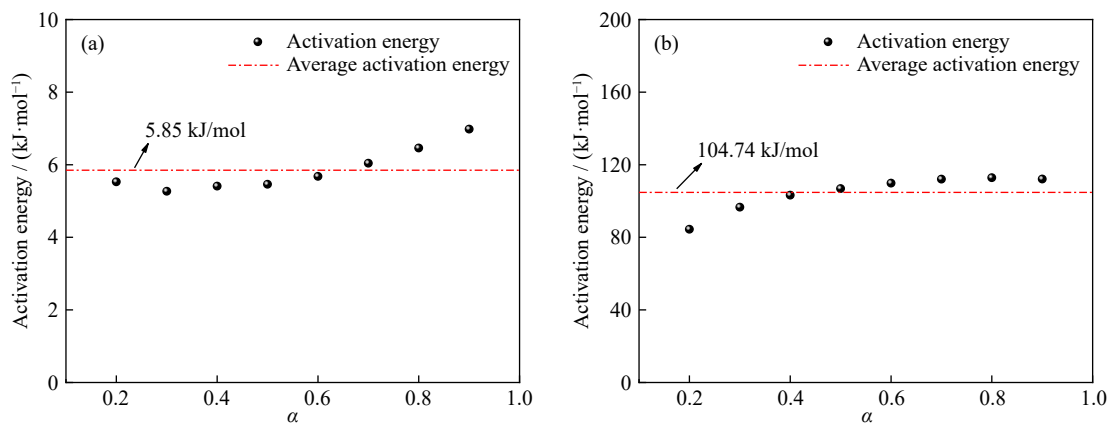 (a)
Activation energy
Average activation energy
5.85 kJ/mol
Activation energy / (kJ·mol⁻¹)
10
8
6
4
2
0
0.2 0.4 0.6 0.8 1.0
α
(b)
Activation energy
Average activation energy
104.74 kJ/mol
Activation energy / (kJ·mol⁻¹)
200
160
120
80
40
0
0.2 0.4 0.6 0.8 1.0
α